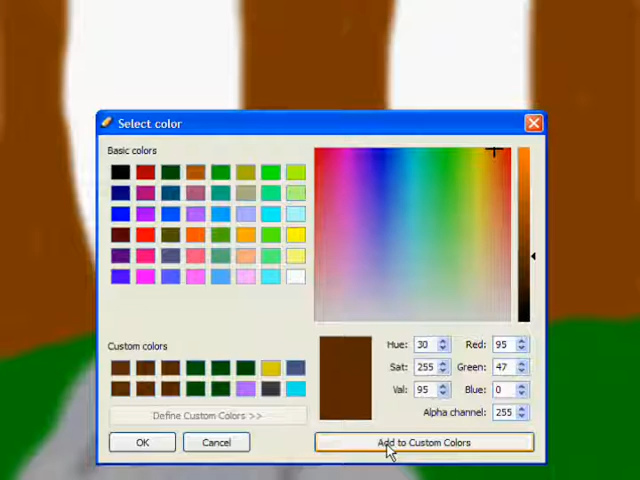 Select color
Basic colors
Custom colors
Hue: 30 Red: 95
Sat: 255 Green: 47
Val: 95 Blue: 0
Alpha channel: 255
Define Custom Colors >>
OK Cancel Add to Custom Colors